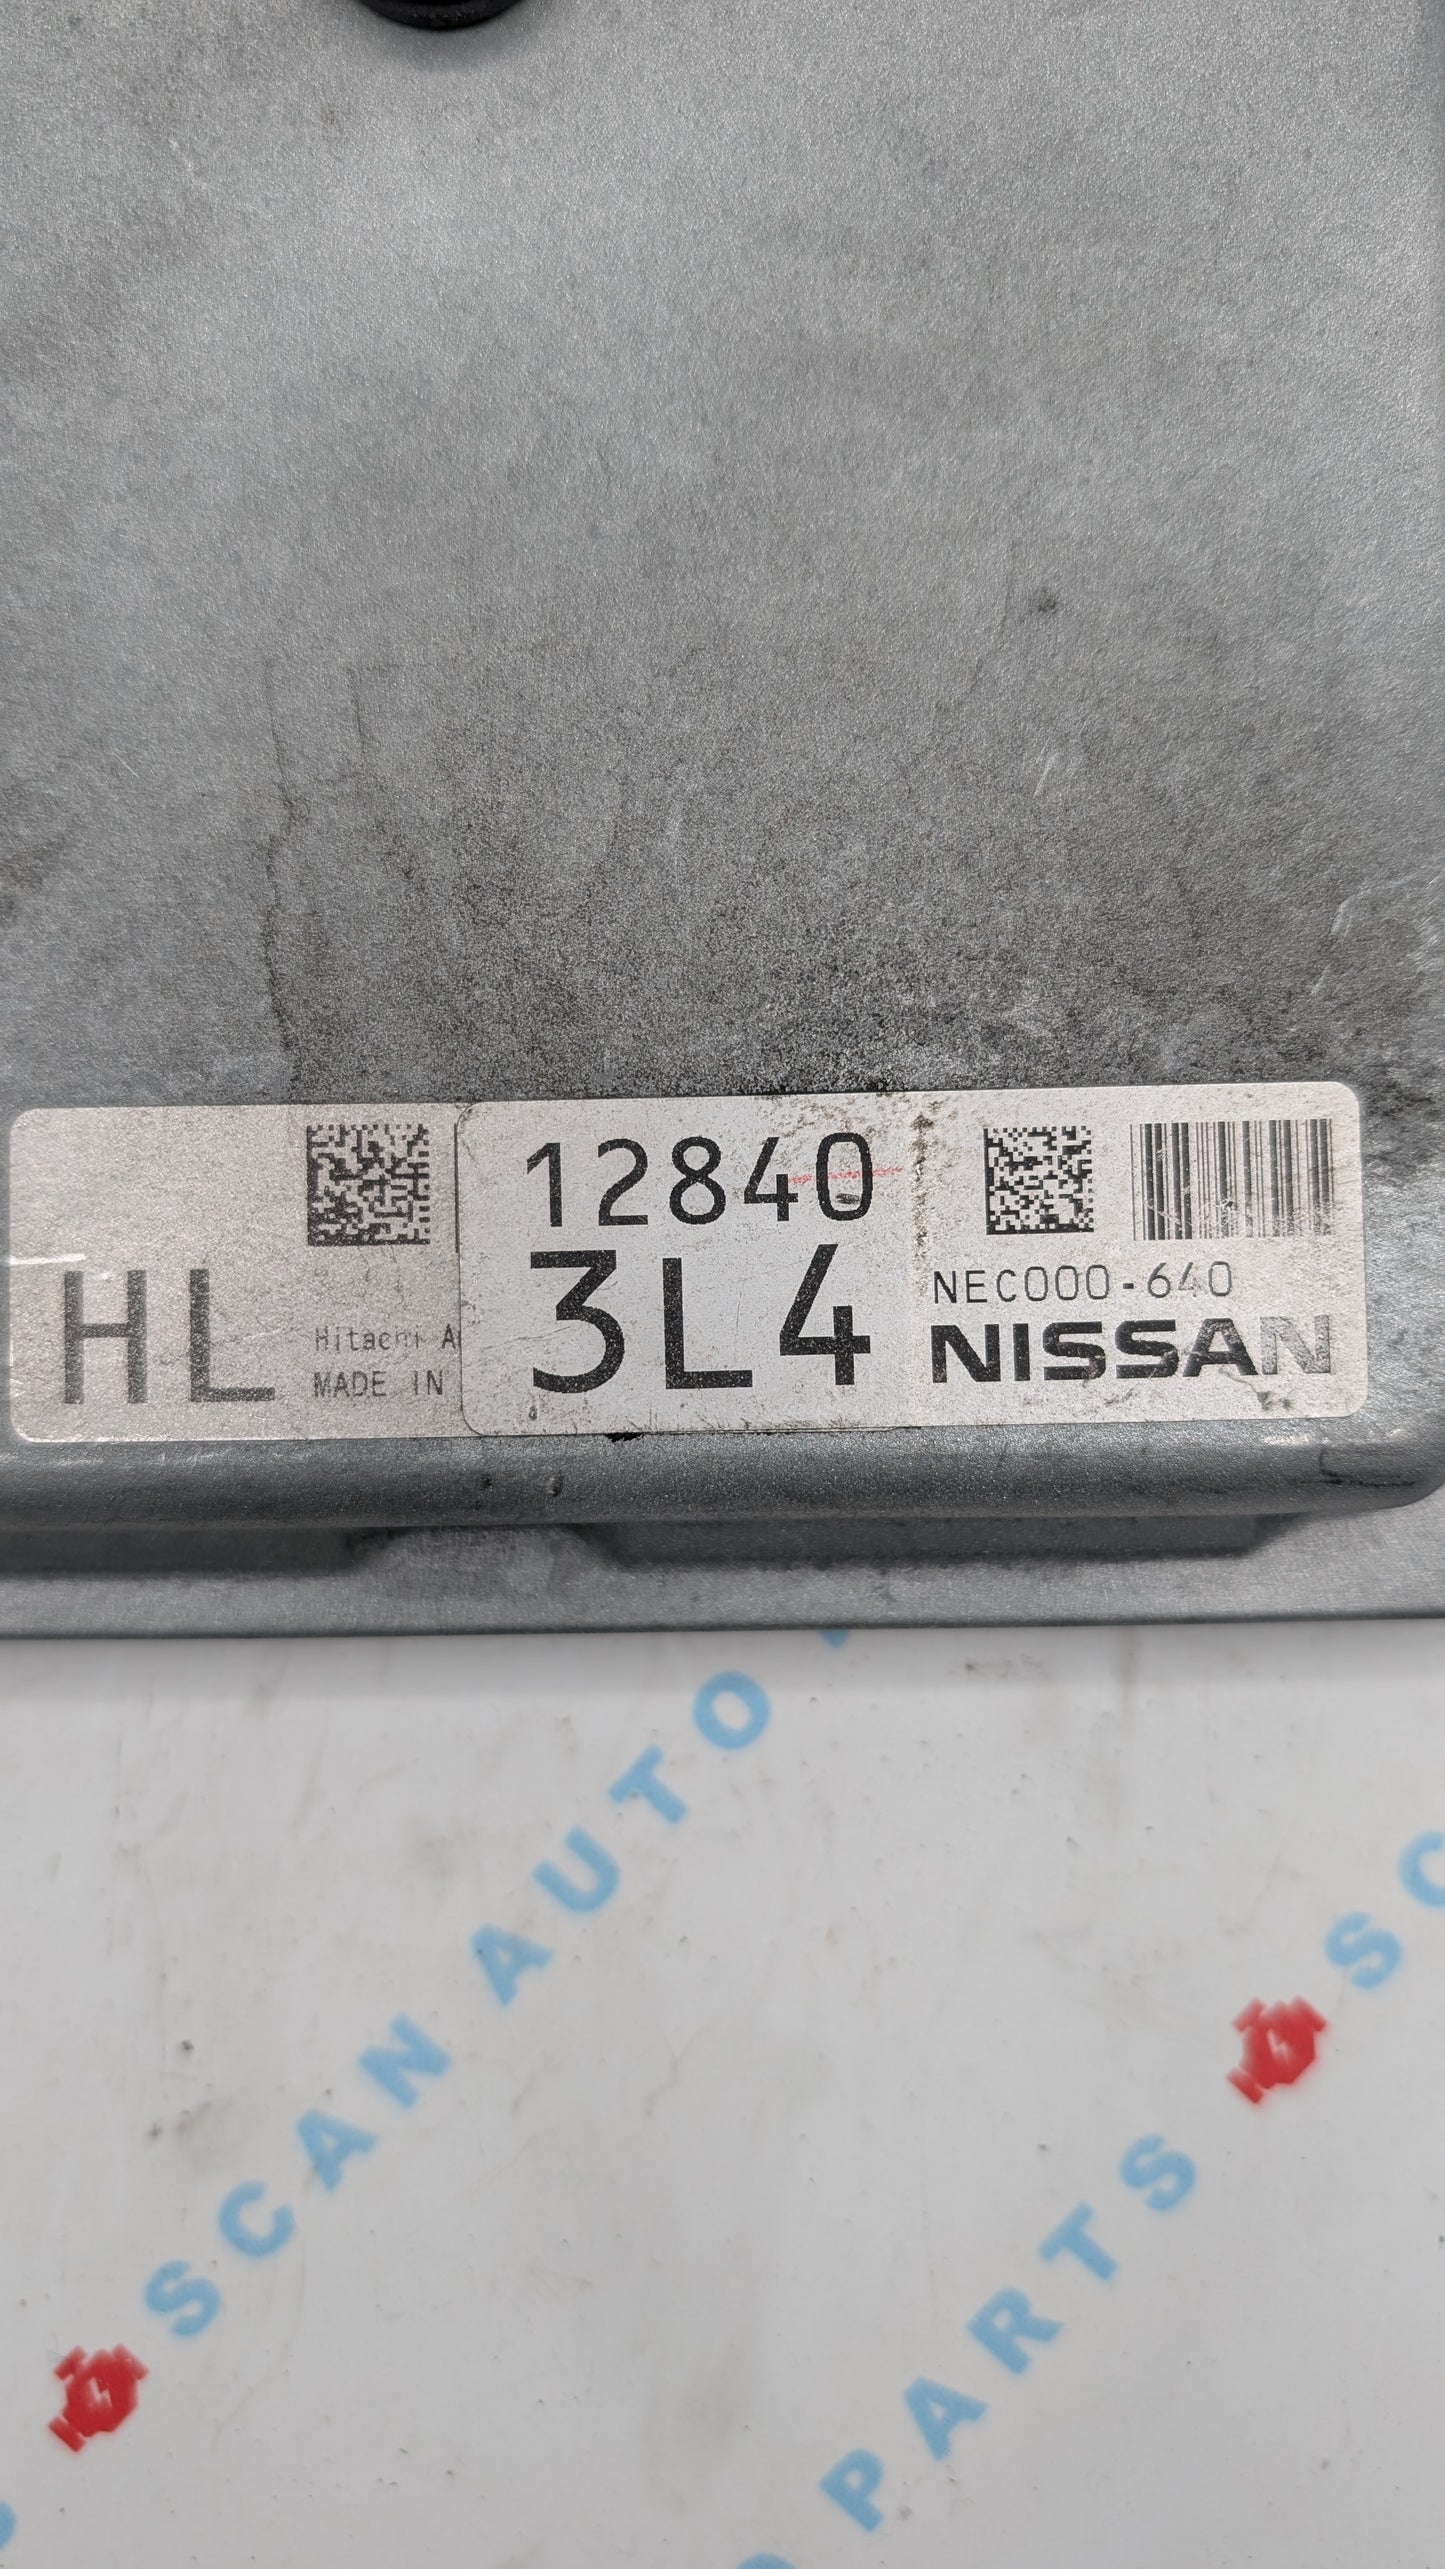 12840
HL
3L4
Hitachi A
MADE IN
NEC000-640
NISSAN
SCAN AUTO
PARTS
S